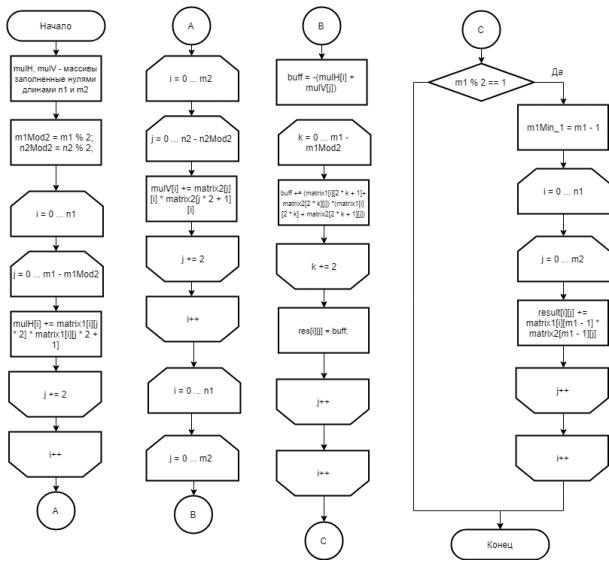 Начало
mulH, mulV - массивы
заполненные нулями
длинами n1 и m2
m1Mod2 = m1 % 2;
n2Mod2 = n2 % 2;
i = 0 ... n1
j = 0 ... m1 - m1Mod2
mulH[i] += matrix1[i][j
* 2] * matrix1[i][j * 2 +
1]
j += 2
i++
A
A
i = 0 ... m2
j = 0 ... n2 - n2Mod2
mulV[i] += matrix2[j]
[i] * matrix2[j * 2 + 1]
[i]
j += 2
i++
i = 0 ... n1
j = 0 ... m2
B
B
buff = -(mulH[i] +
mulV[j])
k = 0 ... m1 -
m1Mod2
buff += (matrix1[i][2 * k + 1]+
matrix2[2 * k][j]) *(matrix1[i]
[2 * k] + matrix2[2 * k + 1][j])
k += 2
res[i][j] = buff;
j++
i++
C
C
m1 % 2 == 1
Да
m1Min_1 = m1 - 1
i = 0 ... n1
j = 0 ... m2
result[i][j] +=
matrix1[i][m1 - 1] *
matrix2[m1 - 1][j]
j++
i++
Конец